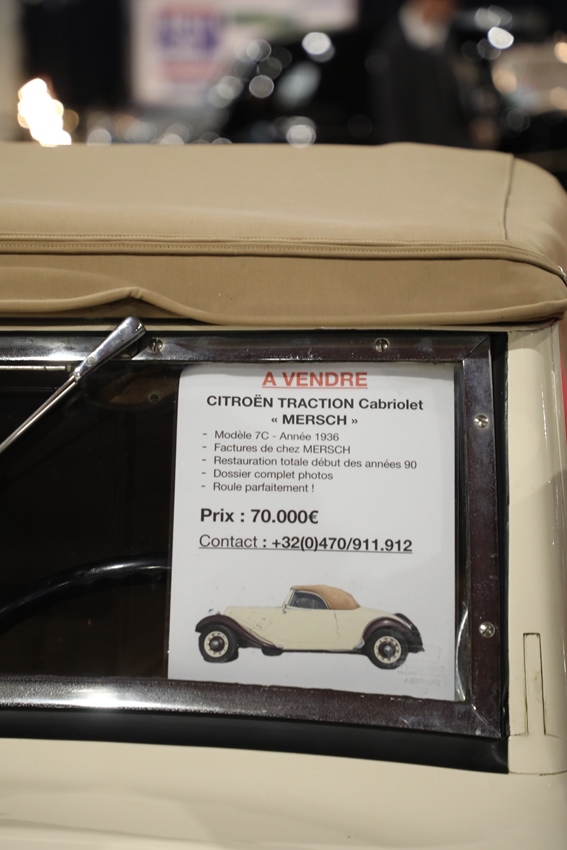 A VENDRE
CITROËN TRACTION Cabriolet
« MERSCH »
- Modèle 7C - Année 1936
- Factures de chez MERSCH
- Restauration totale début des années 90
- Dossier complet photos
- Roule parfaitement !
Prix : 70.000€
Contact : +32(0)470/911.912